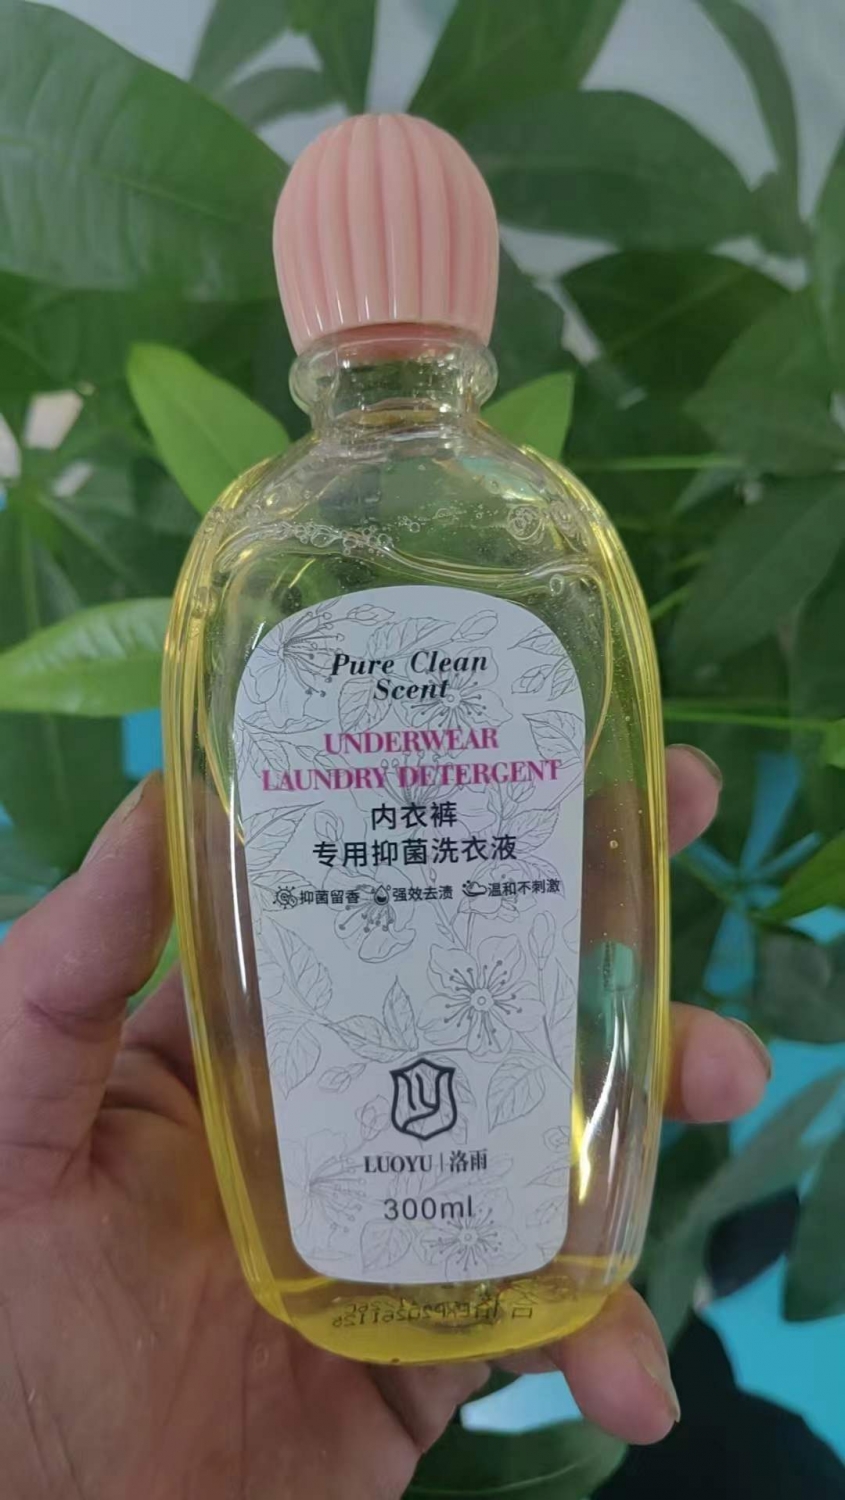 Pure Clean
Scent
UNDERWEAR
LAUNDRY DETERGENT
内衣裤
专用抑菌洗衣液
抑菌留香 强效去渍 温和不刺激
LUOYU | 洛雨
300ml